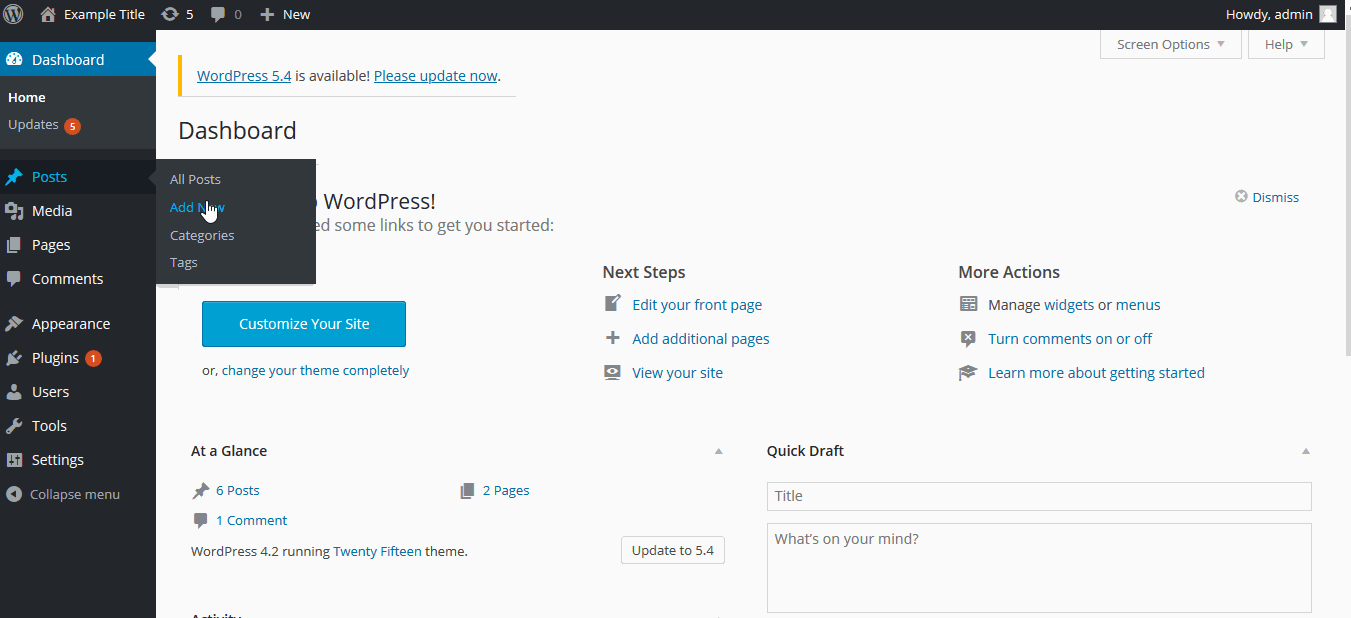 Example Title 5 0 New Howdy, admin
Screen Options Help
Dashboard
Home
Updates 5
Posts
Media
Pages
Comments
Appearance
Plugins 1
Users
Tools
Settings
Collapse menu
All Posts
Add New
Categories
Tags
WordPress 5.4 is available! Please update now.
Dashboard
WordPress!
some links to get you started:
Dismiss
Customize Your Site
or, change your theme completely
Next Steps
Edit your front page
Add additional pages
View your site
More Actions
Manage widgets or menus
Turn comments on or off
Learn more about getting started
At a Glance
6 Posts 2 Pages
1 Comment
WordPress 4.2 running Twenty Fifteen theme.
Update to 5.4
Quick Draft
Title
What's on your mind?